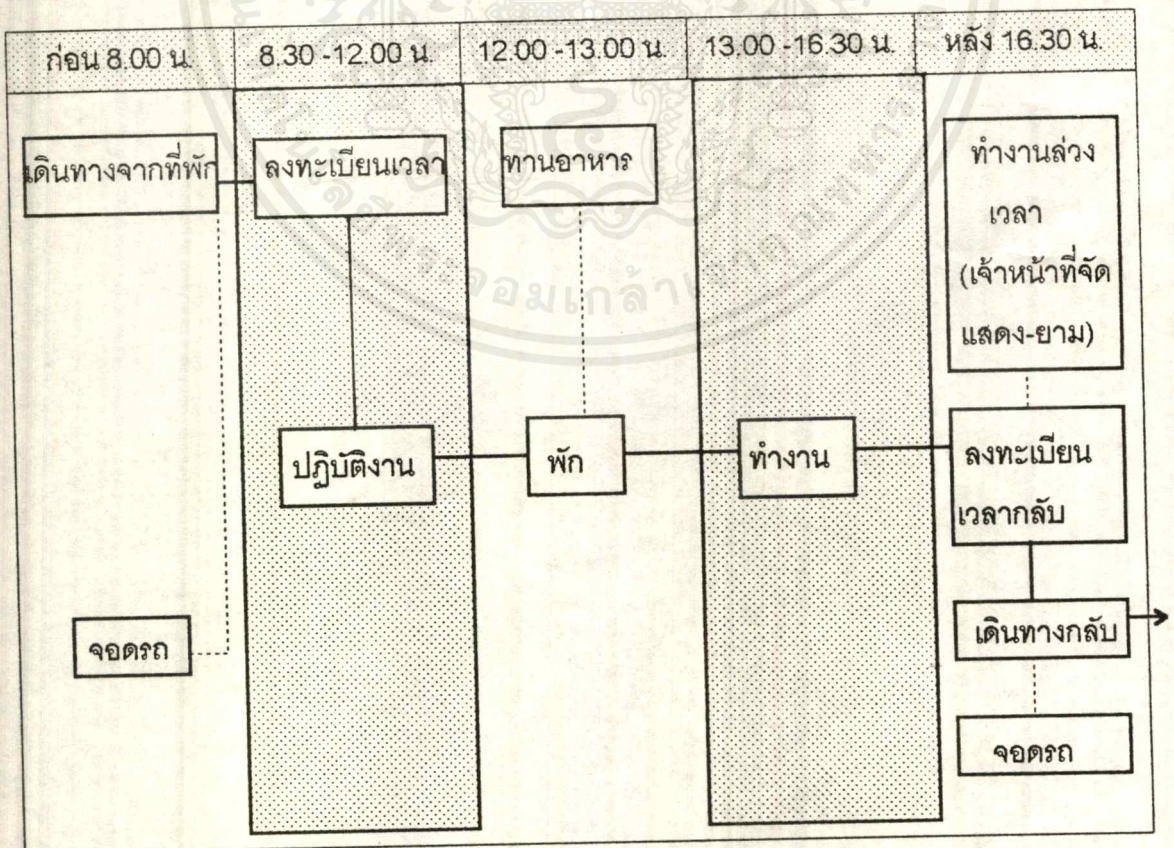 ก่อน 8.00 น.
8.30 -12.00 น.
12.00 -13.00 น.
13.00 -16.30 น.
หลัง 16.30 น.
เดินทางจากที่พัก
ลงทะเบียนเวลา
ทานอาหาร
ทำงานล่วง
เวลา
(เจ้าหน้าที่จัด
แสดง-ยาม)
ปฏิบัติงาน
พัก
ทำงาน
ลงทะเบียน
เวลากลับ
จอดรถ
เดินทางกลับ
จอดรถ